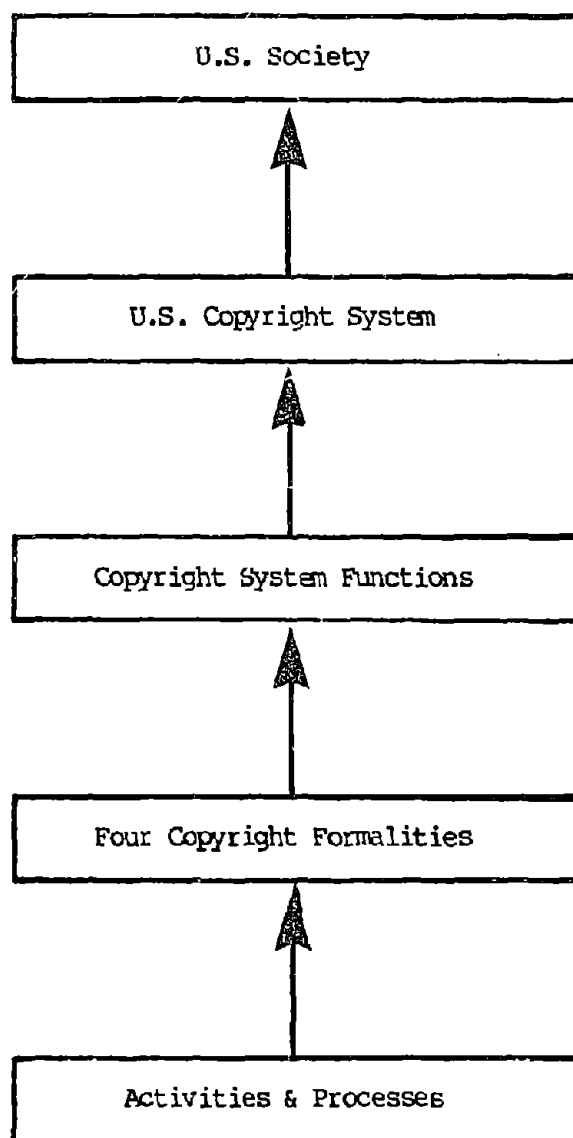 U.S. Society
U.S. Copyright System
Copyright System Functions
Four Copyright Formalities
Activities & Processes